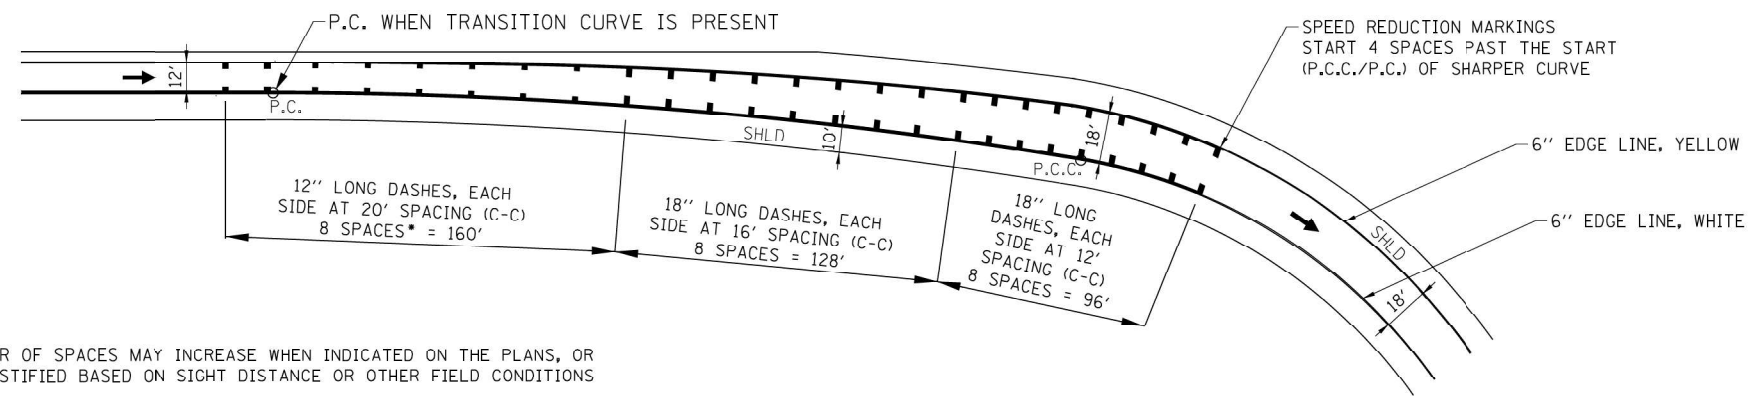 P.C. WHEN TRANSITION CURVE IS PRESENT
SPEED REDUCTION MARKINGS
START 4 SPACES PAST THE START
(P.C.C./P.C.) OF SHARPER CURVE
12'
P.C.
SHLD
10'
18'
P.C.C.
6'' EDGE LINE, YELLOW
6'' EDGE LINE, WHITE
SHLD
18'
12'' LONG DASHES, EACH
SIDE AT 20' SPACING (C-C)
8 SPACES* = 160'
18'' LONG DASHES, EACH
SIDE AT 16' SPACING (C-C)
8 SPACES = 128'
18'' LONG
DASHES, EACH
SIDE AT 12'
SPACING (C-C)
8 SPACES = 96'
R OF SPACES MAY INCREASE WHEN INDICATED ON THE PLANS, OR
STIFIED BASED ON SIGHT DISTANCE OR OTHER FIELD CONDITIONS